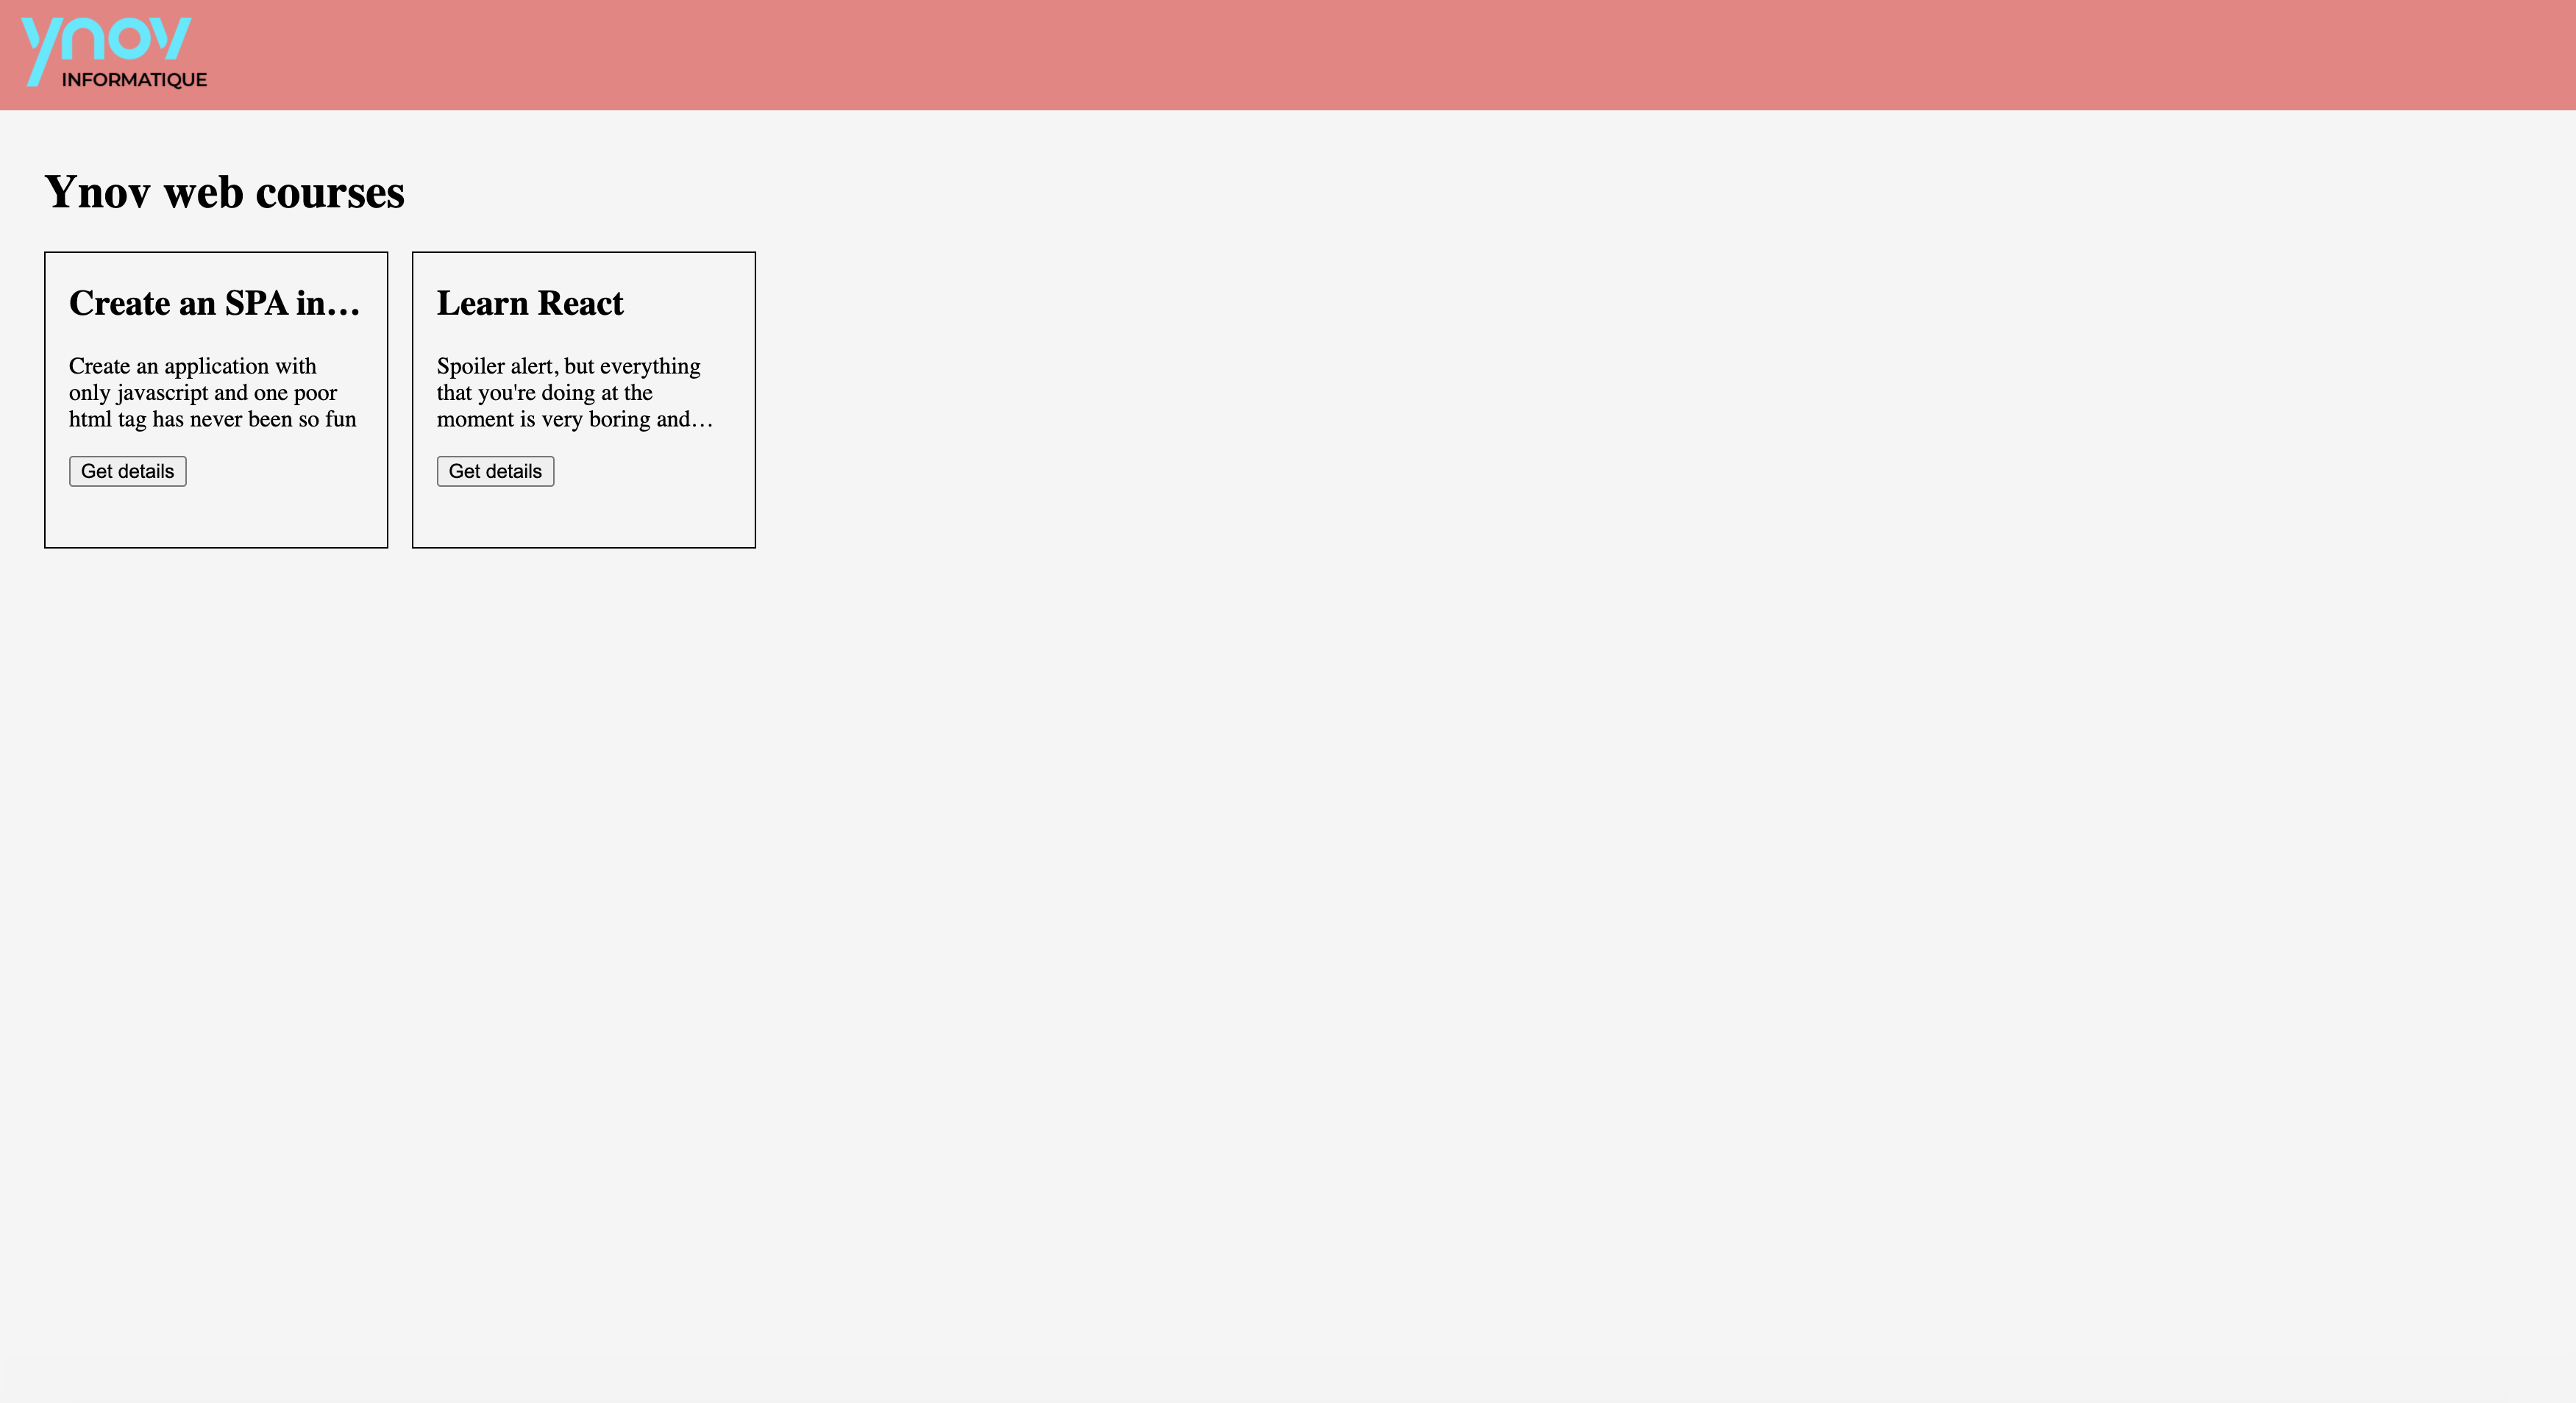 ynov
INFORMATIQUE
Ynov web courses
Create an SPA in…
Create an application with
only javascript and one poor
html tag has never been so fun
Get details
Learn React
Spoiler alert, but everything
that you're doing at the
moment is very boring and…
Get details